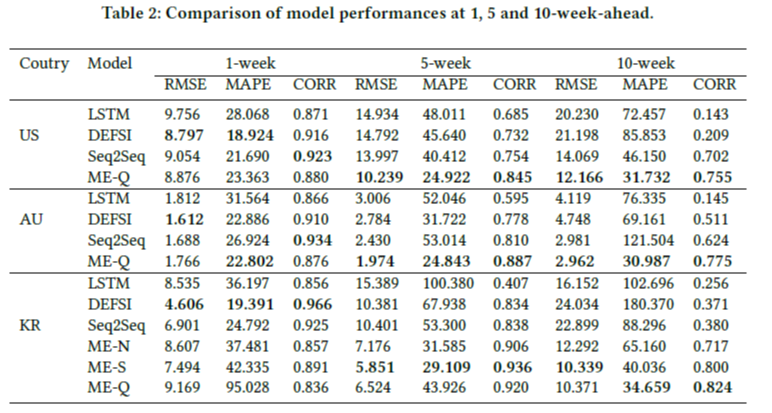 Table 2: Comparison of model performances at 1, 5 and 10-week-ahead.
Coutry Model 1-week 5-week 10-week
RMSE MAPE CORR RMSE MAPE CORR RMSE MAPE CORR
LSTM 9.756 28.068 0.871 14.934 48.011 0.685 20.230 72.457 0.143
US DEFSI 8.797 18.924 0.916 14.792 45.640 0.732 21.198 85.853 0.209
Seq2Seq 9.054 21.690 0.923 13.997 40.412 0.754 14.069 46.150 0.702
ME-Q 8.876 23.363 0.880 10.239 24.922 0.845 12.166 31.732 0.755
LSTM 1.812 31.564 0.866 3.006 52.046 0.595 4.119 76.335 0.145
AU DEFSI 1.612 22.886 0.910 2.784 31.722 0.778 4.748 69.161 0.511
Seq2Seq 1.688 26.924 0.934 2.430 53.014 0.810 2.981 121.504 0.624
ME-Q 1.766 22.802 0.876 1.974 24.843 0.887 2.962 30.987 0.775
LSTM 8.535 36.197 0.856 15.389 100.380 0.407 16.152 102.696 0.256
DEFSI 4.606 19.391 0.966 10.381 67.938 0.834 24.034 180.370 0.371
KR Seq2Seq 6.901 24.792 0.925 10.401 53.300 0.838 22.899 88.296 0.380
ME-N 8.607 37.481 0.857 7.176 31.585 0.906 12.292 65.160 0.717
ME-S 7.494 42.335 0.891 5.851 29.109 0.936 10.339 40.036 0.800
ME-Q 9.169 95.028 0.836 6.524 43.926 0.920 10.371 34.659 0.824